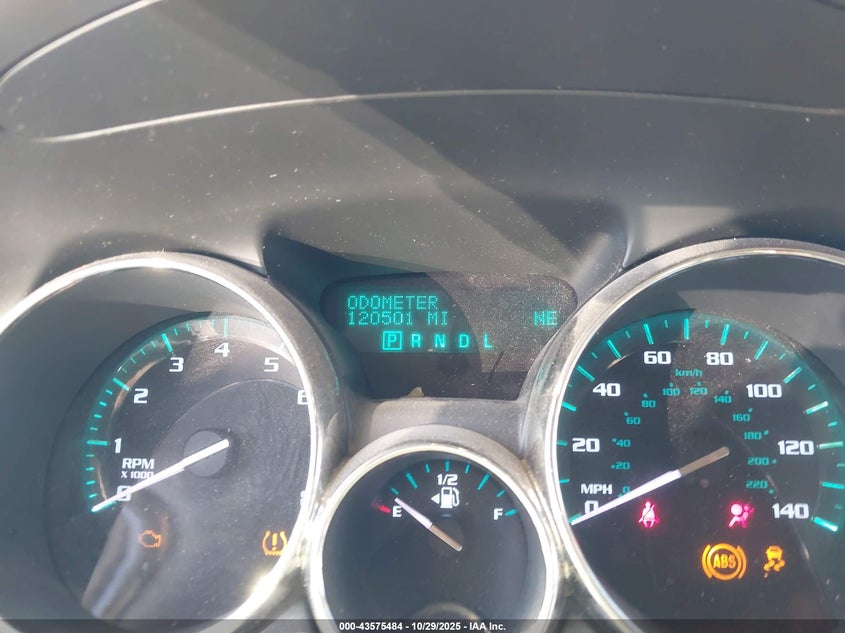 ODOMETER
120501 MI NE
P R N D L
0 1 2 3 4 5 6 8
RPM
X 1000
1/2
E F
0 20 40 60 80 100 120 140
MPH
km/h
0 20 40 60 80 100 120 140 160 180 200 220
ABS
000-43575484 - 10/29/2025 - IAA Inc.